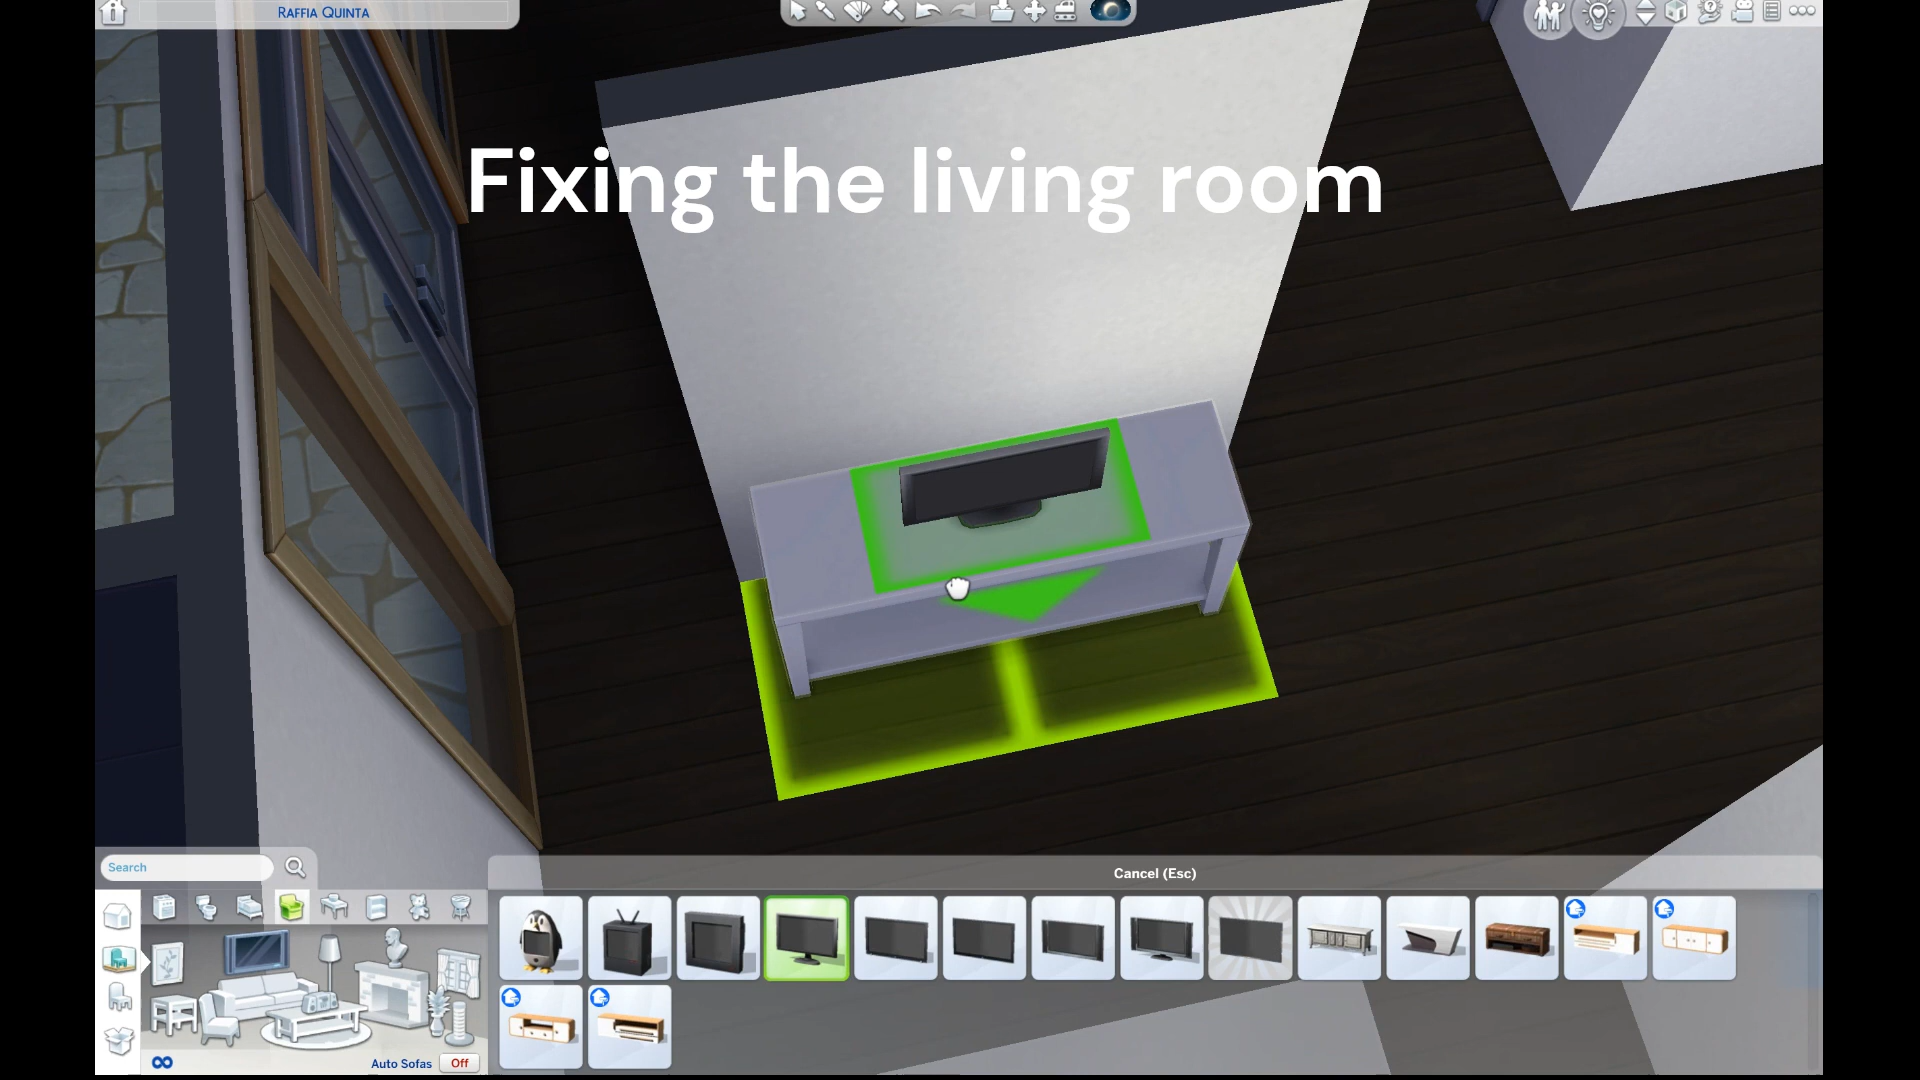 RAFFIA QUINTA
Fixing the living room
Search
Cancel (Esc)
Auto Sofas Off